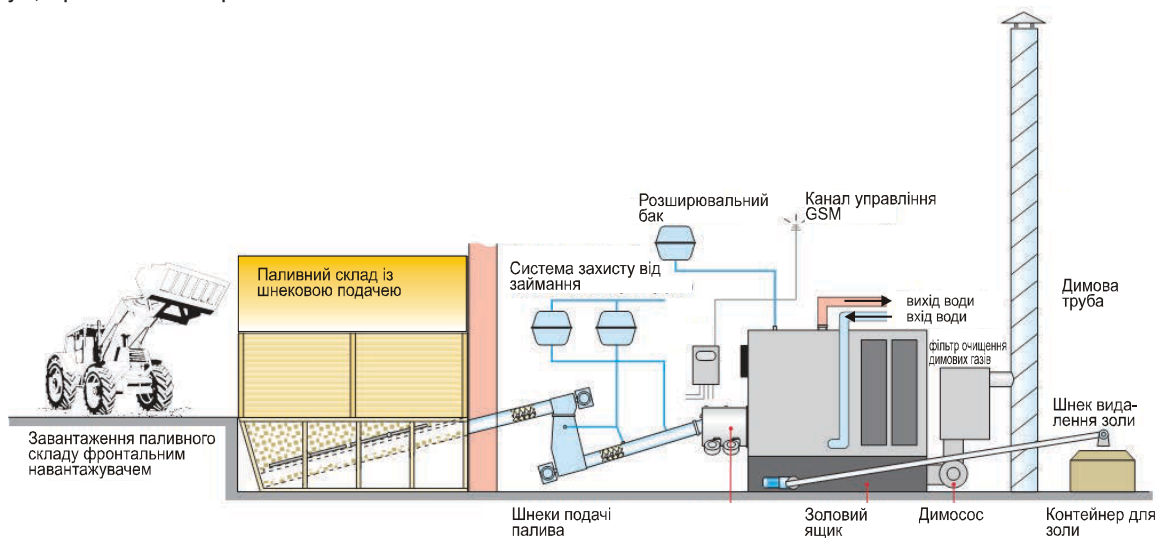 Розширювальний
бак
Канал управління
GSM
Паливний склад із
шнековою подачею
Система захисту від
займання
вихід води
вхід води
Димова
труба
фільтр очищення
димових газів
Шнек вида-
лення золи
Завантаження паливного
складу фронтальним
навантажувачем
Шнеки подачі
палива
Золовий
ящик
Димосос
Контейнер для
золи